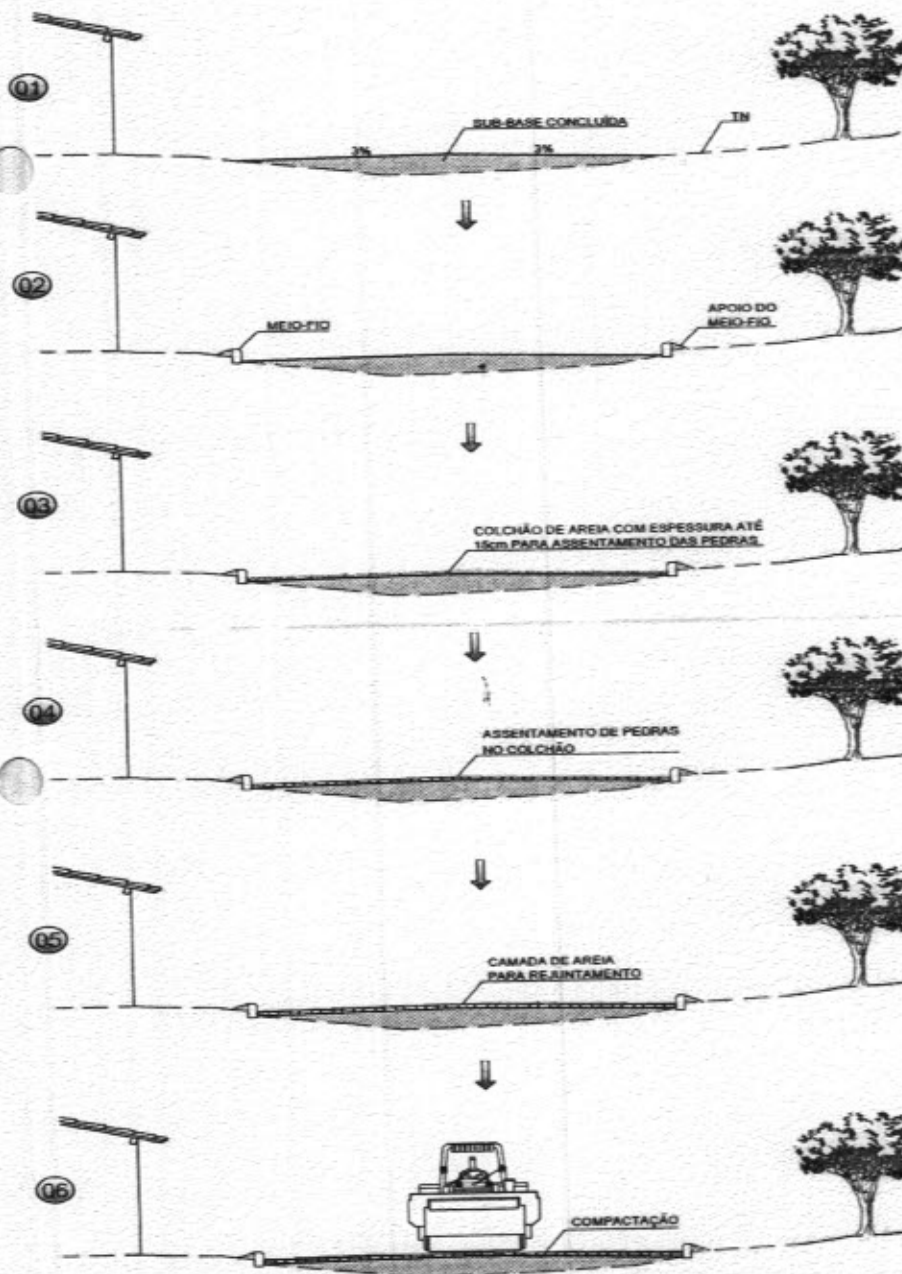 01
SUB-BASE CONCLUÍDA
TN
3%
3%
02
MEIO-FIO
APOIO DO
MEIO-FIO
03
COLCHÃO DE AREIA COM ESPESSURA ATÉ
15cm PARA ASSENTAMENTO DAS PEDRAS
04
ASSENTAMENTO DE PEDRAS
NO COLCHÃO
05
CAMADA DE AREIA
PARA REJUNTAMENTO
06
COMPACTAÇÃO